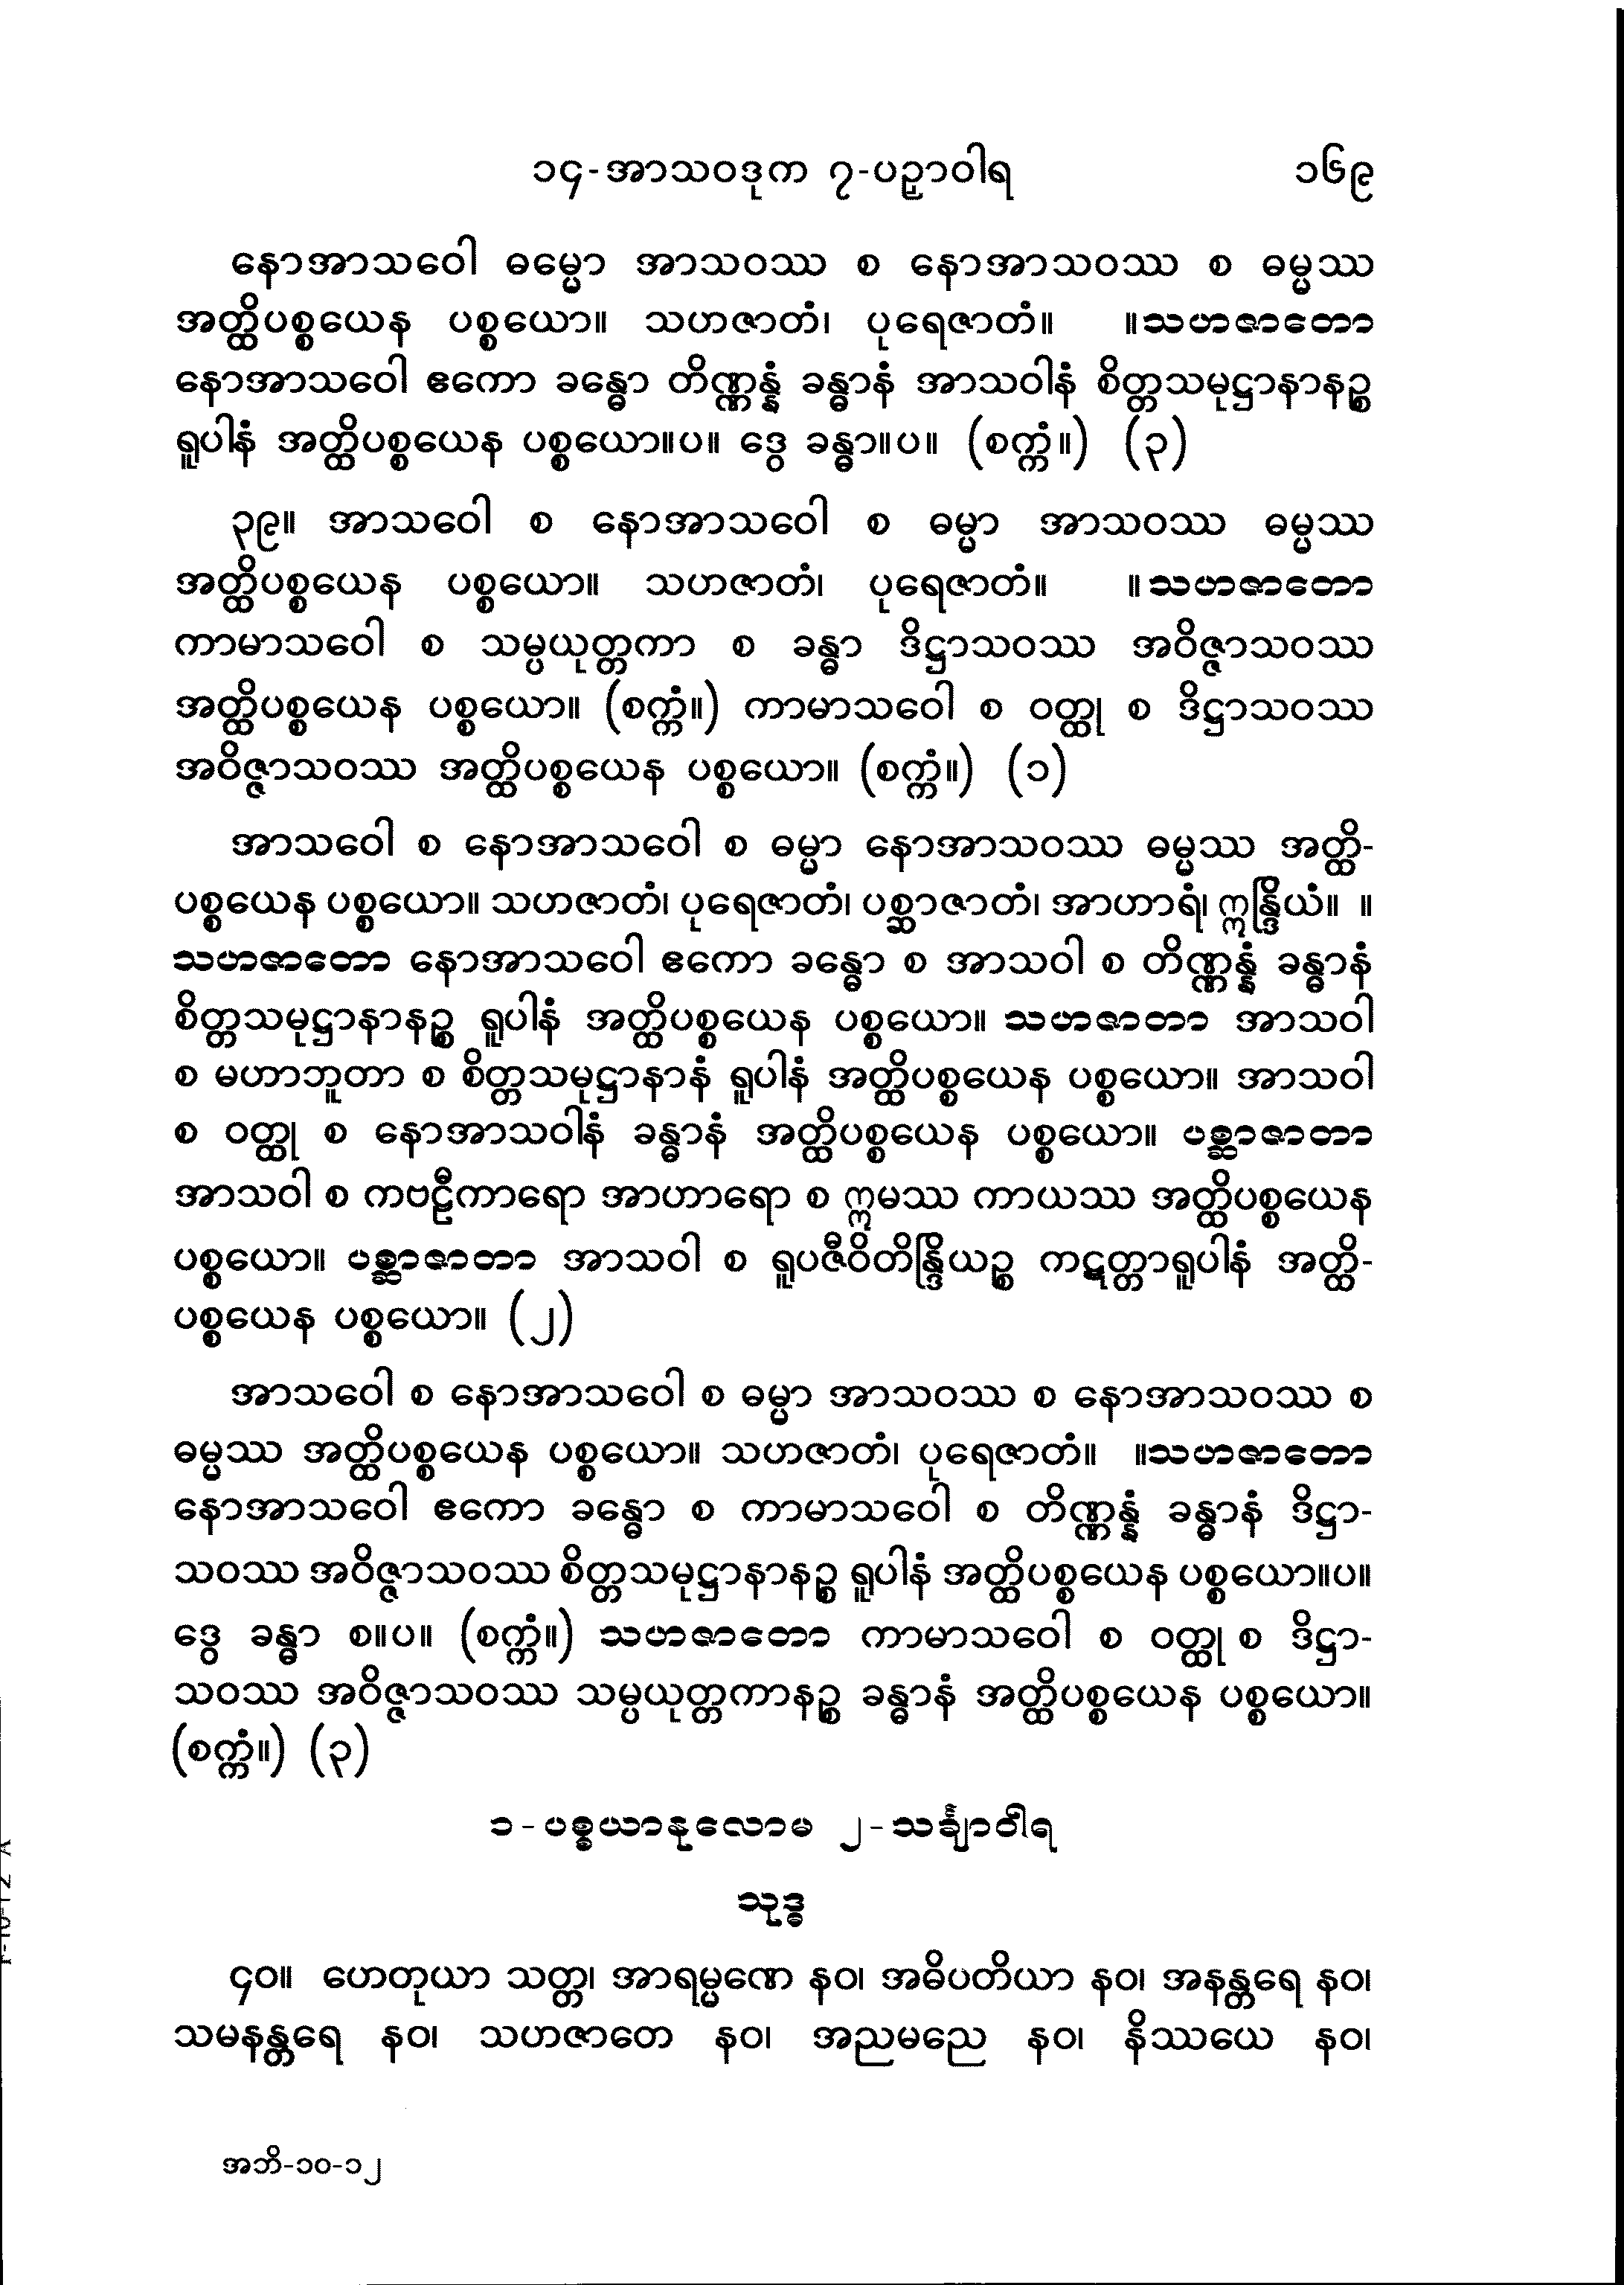 ၁၄-အာသဝဒုက ၇-ပဉှာဝါရ ၁၆၉
နောအာသဝေါ ဓမ္မော အာသဝဿ စ နောအာသဝဿ စ ဓမ္မဿ
အတ္ထိပစ္စယေန ပစ္စယော။ သဟဇာတံ၊ ပုရေဇာတံ။ ။သဟဇာတော
နောအာသဝေါ ဧကော ခန္ဓော တိဏ္ဏန္နံ ခန္ဓာနံ အာသဝါနံ စိတ္တသမုဋ္ဌာနာနဉ္စ
ရူပါနံ အတ္ထိပစ္စယေန ပစ္စယော။ပ။ ဒွေ ခန္ဓာ။ပ။ (စက္ကံ။) (၃)
၃၉။ အာသဝေါ စ နောအာသဝေါ စ ဓမ္မာ အာသဝဿ ဓမ္မဿ
အတ္ထိပစ္စယေန ပစ္စယော။ သဟဇာတံ၊ ပုရေဇာတံ။ ။သဟဇာတော
ကာမာသဝေါ စ သမ္ပယုတ္တကာ စ ခန္ဓာ ဒိဋ္ဌာသဝဿ အဝိဇ္ဇာသဝဿ
အတ္ထိပစ္စယေန ပစ္စယော။ (စက္ကံ။) ကာမာသဝေါ စ ဝတ္ထု စ ဒိဋ္ဌာသဝဿ
အဝိဇ္ဇာသဝဿ အတ္ထိပစ္စယေန ပစ္စယော။ (စက္ကံ။) (၁)
အာသဝေါ စ နောအာသဝေါ စ ဓမ္မာ နောအာသဝဿ ဓမ္မဿ အတ္ထိ-
ပစ္စယေန ပစ္စယော။ သဟဇာတံ၊ ပုရေဇာတံ၊ ပစ္ဆာဇာတံ၊ အာဟာရံ၊ ဣန္ဒြိယံ။ ။
သဟဇာတော နောအာသဝေါ ဧကော ခန္ဓော စ အာသဝါ စ တိဏ္ဏန္နံ ခန္ဓာနံ
စိတ္တသမုဋ္ဌာနာနဉ္စ ရူပါနံ အတ္ထိပစ္စယေန ပစ္စယော။ သဟဇာတာ အာသဝါ
စ မဟာဘူတာ စ စိတ္တသမုဋ္ဌာနာနံ ရူပါနံ အတ္ထိပစ္စယေန ပစ္စယော။ အာသဝါ
စ ဝတ္ထု စ နောအာသဝါနံ ခန္ဓာနံ အတ္ထိပစ္စယေန ပစ္စယော။ ပစ္ဆာဇာတာ
အာသဝါ စ ကဗဠီကာရော အာဟာရော စ ဣမဿ ကာယဿ အတ္ထိပစ္စယေန
ပစ္စယော။ ပစ္ဆာဇာတာ အာသဝါ စ ရူပဇီဝိတိန္ဒြိယဉ္စ ကဋတ္တာရူပါနံ အတ္ထိ-
ပစ္စယေန ပစ္စယော။ (၂)
အာသဝေါ စ နောအာသဝေါ စ ဓမ္မာ အာသဝဿ စ နောအာသဝဿ စ
ဓမ္မဿ အတ္ထိပစ္စယေန ပစ္စယော။ သဟဇာတံ၊ ပုရေဇာတံ။ ။သဟဇာတော
နောအာသဝေါ ဧကော ခန္ဓော စ ကာမာသဝေါ စ တိဏ္ဏန္နံ ခန္ဓာနံ ဒိဋ္ဌာ-
သဝဿ အဝိဇ္ဇာသဝဿ စိတ္တသမုဋ္ဌာနာနဉ္စ ရူပါနံ အတ္ထိပစ္စယေန ပစ္စယော။ပ။
ဒွေ ခန္ဓာ စ။ပ။ (စက္ကံ။) သဟဇာတော ကာမာသဝေါ စ ဝတ္ထု စ ဒိဋ္ဌာ-
သဝဿ အဝိဇ္ဇာသဝဿ သမ္ပယုတ္တကာနဉ္စ ခန္ဓာနံ အတ္ထိပစ္စယေန ပစ္စယော။
(စက္ကံ။) (၃)
၁-ပစ္စယာနုလောမ ၂-သင်္ချာဝါရ
သုဒ္ဓ
၄၀။ ဟေတုယာ သတ္တ၊ အာရမ္မဏေ နဝ၊ အဓိပတိယာ နဝ၊ အနန္တရေ နဝ၊
သမနန္တရေ နဝ၊ သဟဇာတေ နဝ၊ အညမညေ နဝ၊ နိဿယေ နဝ၊
အဘိ-၁၀-၁၂